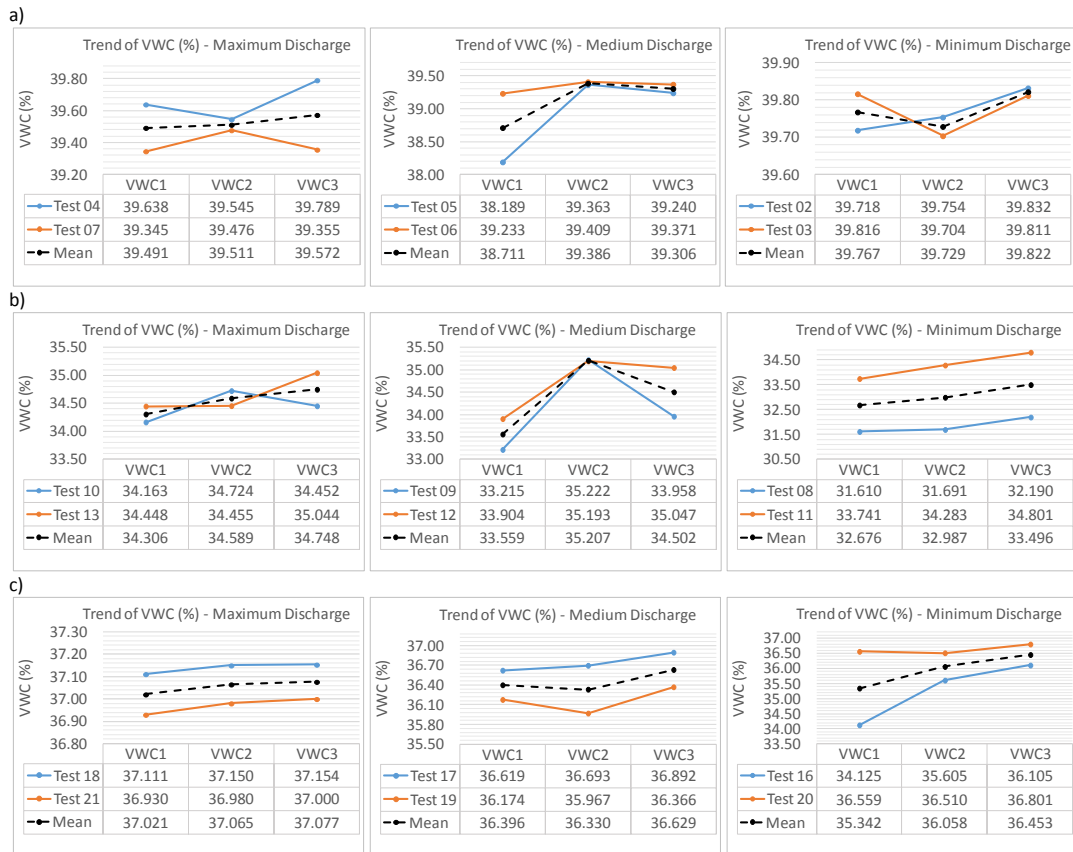 a)
Trend of VWC (%) - Maximum Discharge
39.80
39.60
39.40
39.20
VWC (%)
VWC1 VWC2 VWC3
Test 04 39.638 39.545 39.789
Test 07 39.345 39.476 39.355
Mean 39.491 39.511 39.572
Trend of VWC (%) - Medium Discharge
39.50
39.00
38.50
38.00
VWC (%)
VWC1 VWC2 VWC3
Test 05 38.189 39.363 39.240
Test 06 39.233 39.409 39.371
Mean 38.711 39.386 39.306
Trend of VWC (%) - Minimum Discharge
39.90
39.80
39.70
39.60
VWC (%)
VWC1 VWC2 VWC3
Test 02 39.718 39.754 39.832
Test 03 39.816 39.704 39.811
Mean 39.767 39.729 39.822
b)
Trend of VWC (%) - Maximum Discharge
35.50
35.00
34.50
34.00
33.50
VWC (%)
VWC1 VWC2 VWC3
Test 10 34.163 34.724 34.452
Test 13 34.448 34.455 35.044
Mean 34.306 34.589 34.748
Trend of VWC (%) - Medium Discharge
35.50
35.00
34.50
34.00
33.50
33.00
VWC (%)
VWC1 VWC2 VWC3
Test 09 33.215 35.222 33.958
Test 12 33.904 35.193 35.047
Mean 33.559 35.207 34.502
Trend of VWC (%) - Minimum Discharge
34.50
33.50
32.50
31.50
30.50
VWC (%)
VWC1 VWC2 VWC3
Test 08 31.610 31.691 32.190
Test 11 33.741 34.283 34.801
Mean 32.676 32.987 33.496
c)
Trend of VWC (%) - Maximum Discharge
37.30
37.20
37.10
37.00
36.90
36.80
VWC (%)
VWC1 VWC2 VWC3
Test 18 37.111 37.150 37.154
Test 21 36.930 36.980 37.000
Mean 37.021 37.065 37.077
Trend of VWC (%) - Medium Discharge
37.00
36.70
36.40
36.10
35.80
35.50
VWC (%)
VWC1 VWC2 VWC3
Test 17 36.619 36.693 36.892
Test 19 36.174 35.967 36.366
Mean 36.396 36.330 36.629
Trend of VWC (%) - Minimum Discharge
37.00
36.50
36.00
35.50
35.00
34.50
34.00
33.50
VWC (%)
VWC1 VWC2 VWC3
Test 16 34.125 35.605 36.105
Test 20 36.559 36.510 36.801
Mean 35.342 36.058 36.453